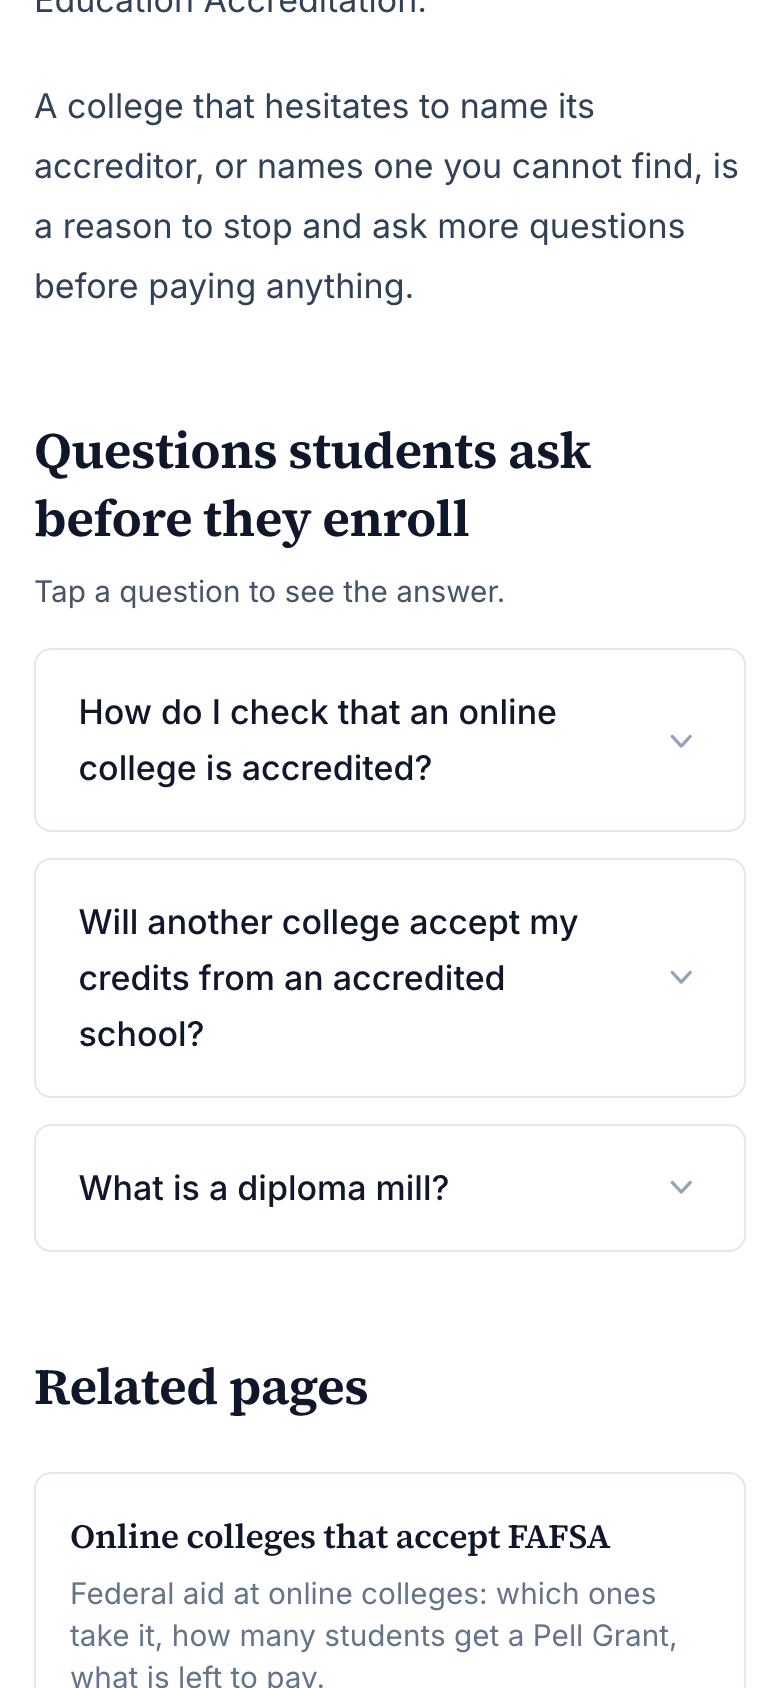 Education Accreditation.
A college that hesitates to name its
accreditor, or names one you cannot find, is
a reason to stop and ask more questions
before paying anything.
Questions students ask
before they enroll
Tap a question to see the answer.
How do I check that an online
college is accredited?
Will another college accept my
credits from an accredited
school?
What is a diploma mill?
Related pages
Online colleges that accept FAFSA
Federal aid at online colleges: which ones
take it, how many students get a Pell Grant,
what is left to pay.